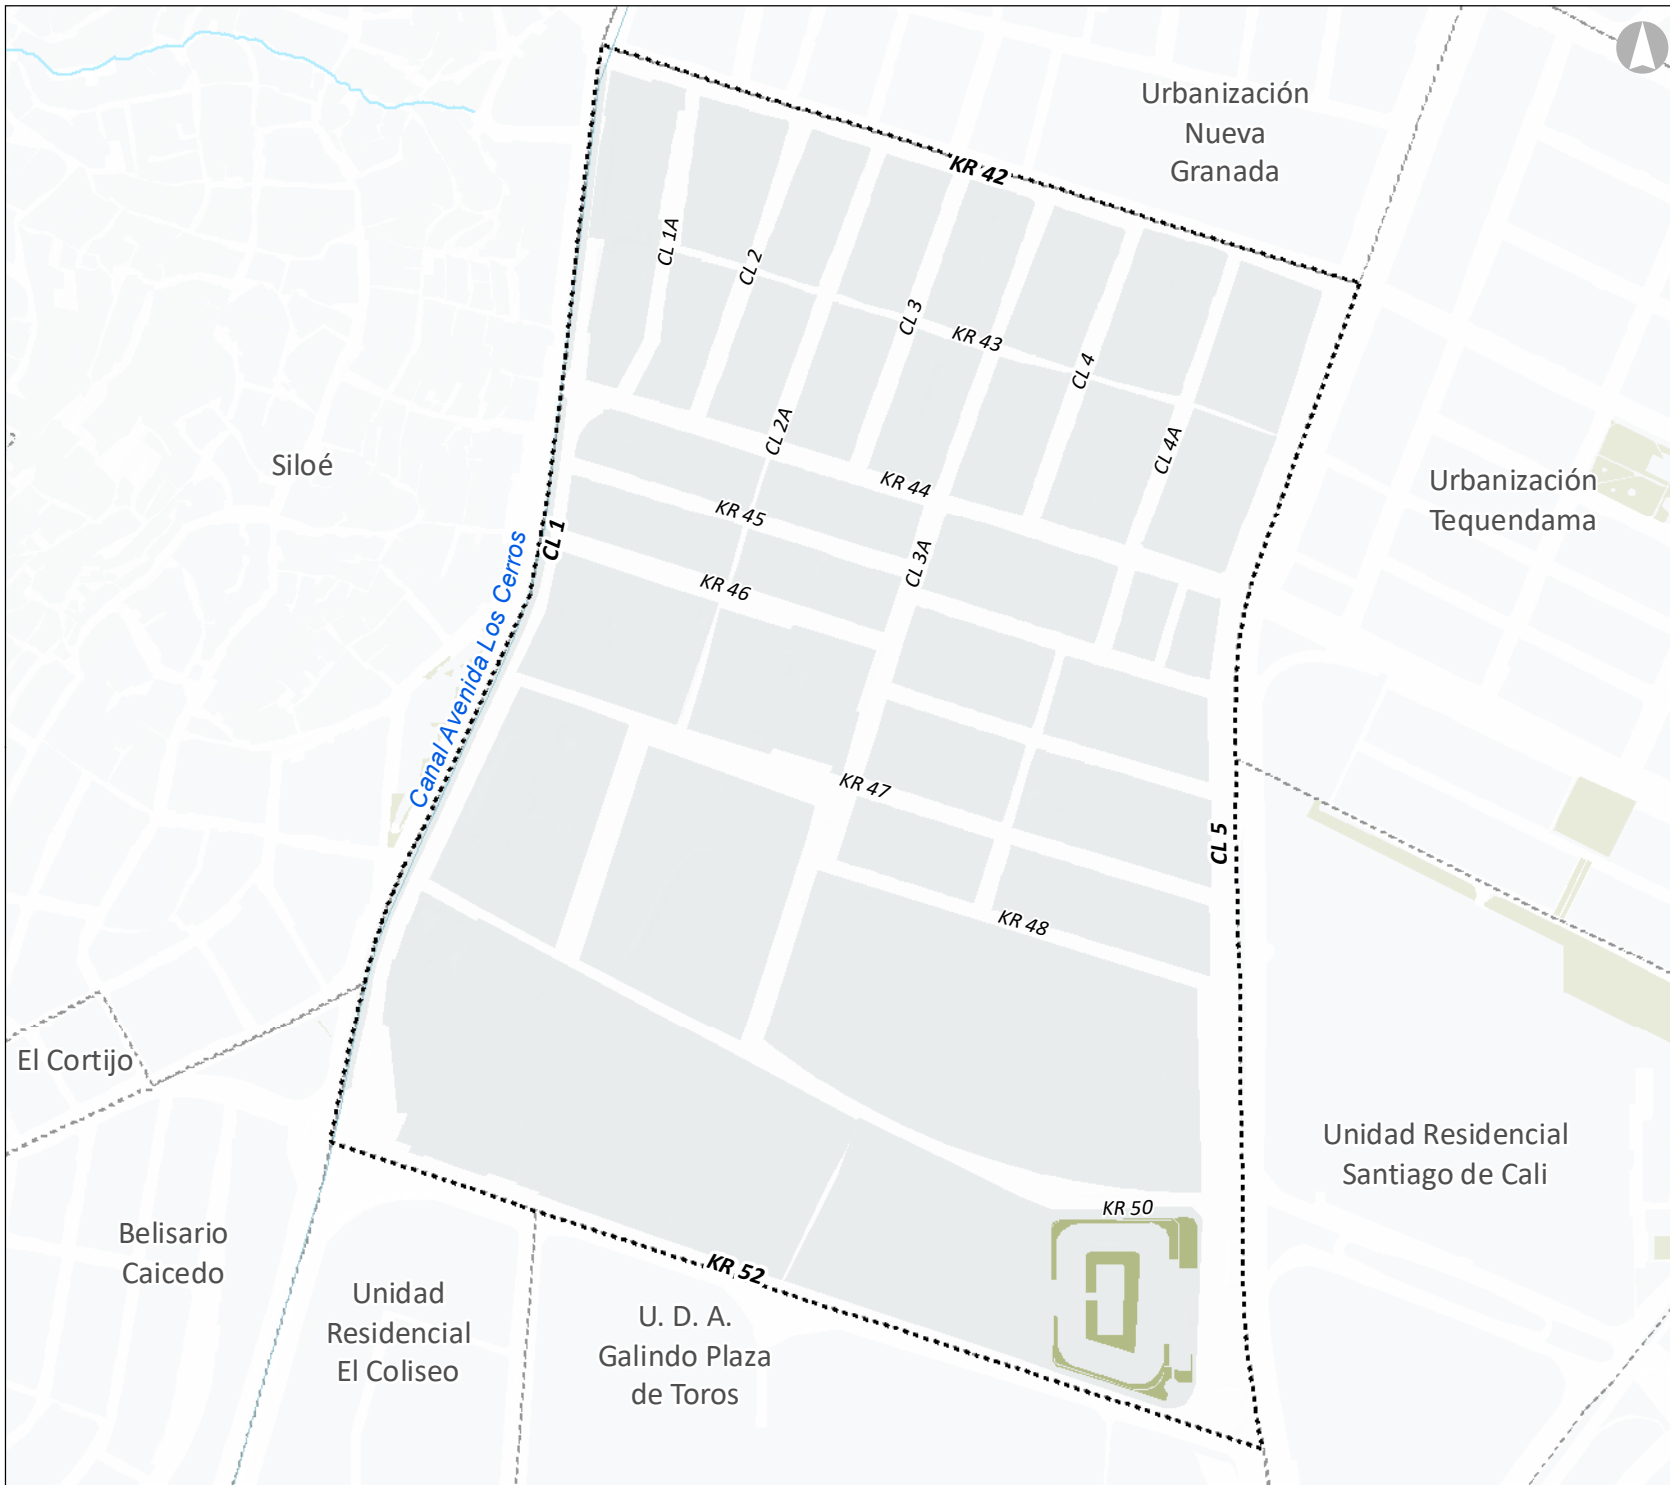 Urbanización
Nueva
Granada
KR 42
CL 1A
CL 2
CL 3
KR 43
CL 4
CL 2A
CL 4A
Siloé
KR 44
Urbanización
Tequendama
KR 45
CL 1
CL 3A
KR 46
Canal Avenida Los Cerros
KR 47
CL 5
KR 48
El Cortijo
Unidad Residencial
Santiago de Cali
KR 50
Belisario
Caicedo
KR 52
Unidad
Residencial
El Coliseo
U. D. A.
Galindo Plaza
de Toros